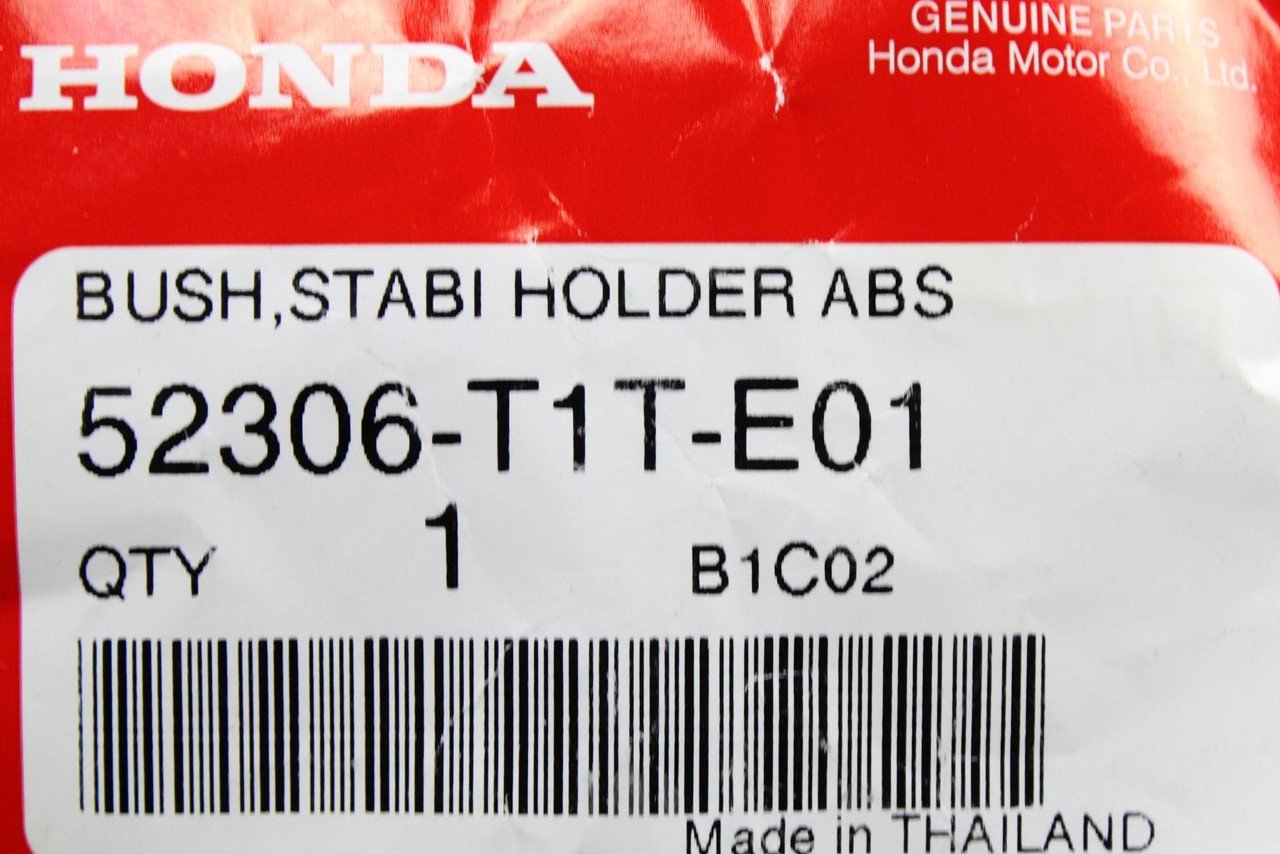 HONDA
GENUINE PARTS
Honda Motor Co., Ltd.
BUSH,STABI HOLDER ABS
52306-T1T-E01
QTY 1 B1C02
Made in THAILAND